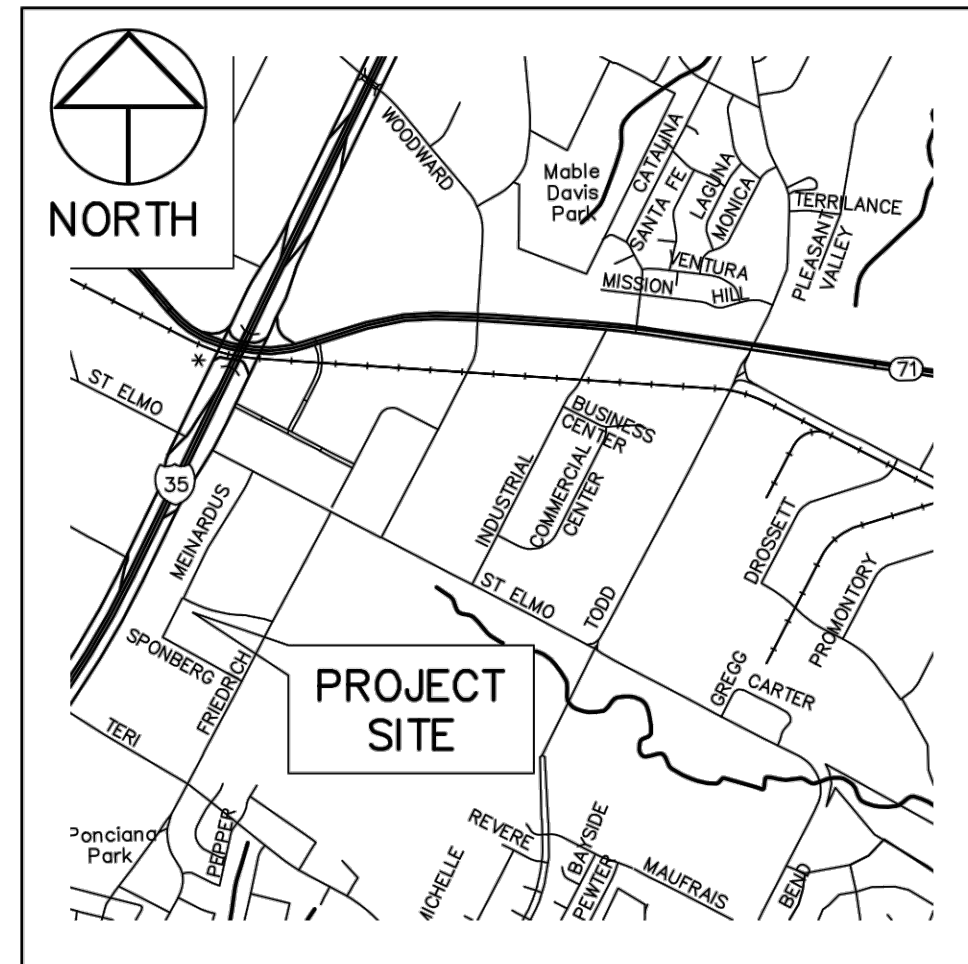 NORTH
WOODWARD
Mable
Davis
Park
CATALINA
SANTA FE
LAGUNA
MONICA
TERRILANCE
PLEASANT
VALLEY
VENTURA
MISSION HILL
71
ST ELMO
35
MEINARDUS
BUSINESS
CENTER
INDUSTRIAL
COMMERCIAL
CENTER
DROSSETT
PROMONTORY
ST ELMO
TODD
SPONBERG
FRIEDRICH
PROJECT
SITE
GREGG
CARTER
TERI
Ponciana
Park
PEPPER
REVERE
MICHELLE
BAYSIDE
PEWTER
MAUFRAIS
BEND